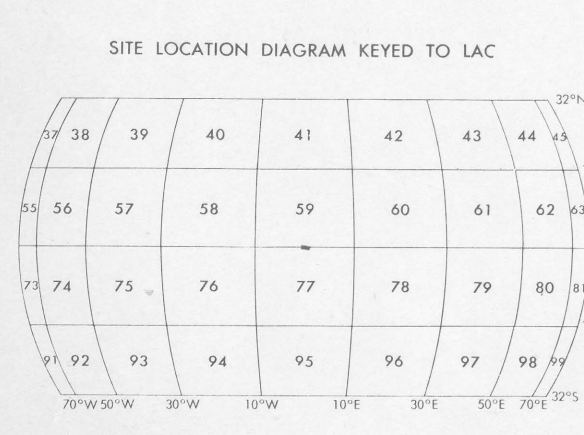 SITE LOCATION DIAGRAM KEYED TO LAC
32°N
37 38 39 40 41 42 43 44 45
55 56 57 58 59 60 61 62 63
73 74 75 76 77 78 79 80 81
91 92 93 94 95 96 97 98 99
32°S
70°W 50°W 30°W 10°W 10°E 30°E 50°E 70°E